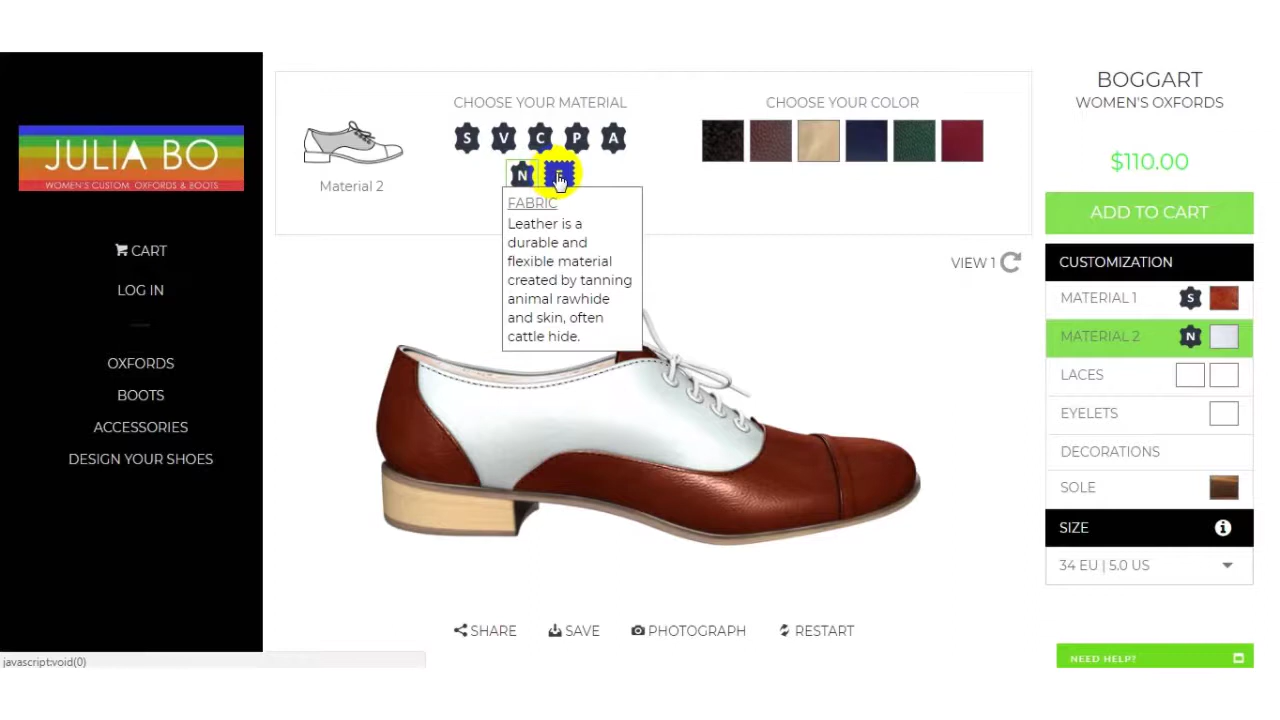 JULIA BO
WOMEN'S CUSTOM OXFORDS & BOOTS
CART
LOG IN
OXFORDS
BOOTS
ACCESSORIES
DESIGN YOUR SHOES
javascript:void(0)
Material 2
CHOOSE YOUR MATERIAL
S V C P A
N F
FABRIC
Leather is a
durable and
flexible material
created by tanning
animal rawhide
and skin, often
cattle hide.
CHOOSE YOUR COLOR
VIEW 1
SHARE SAVE PHOTOGRAPH RESTART
BOGGART
WOMEN'S OXFORDS
$110.00
ADD TO CART
CUSTOMIZATION
MATERIAL 1 S
MATERIAL 2 N
LACES
EYELETS
DECORATIONS
SOLE
SIZE
34 EU | 5.0 US
NEED HELP?